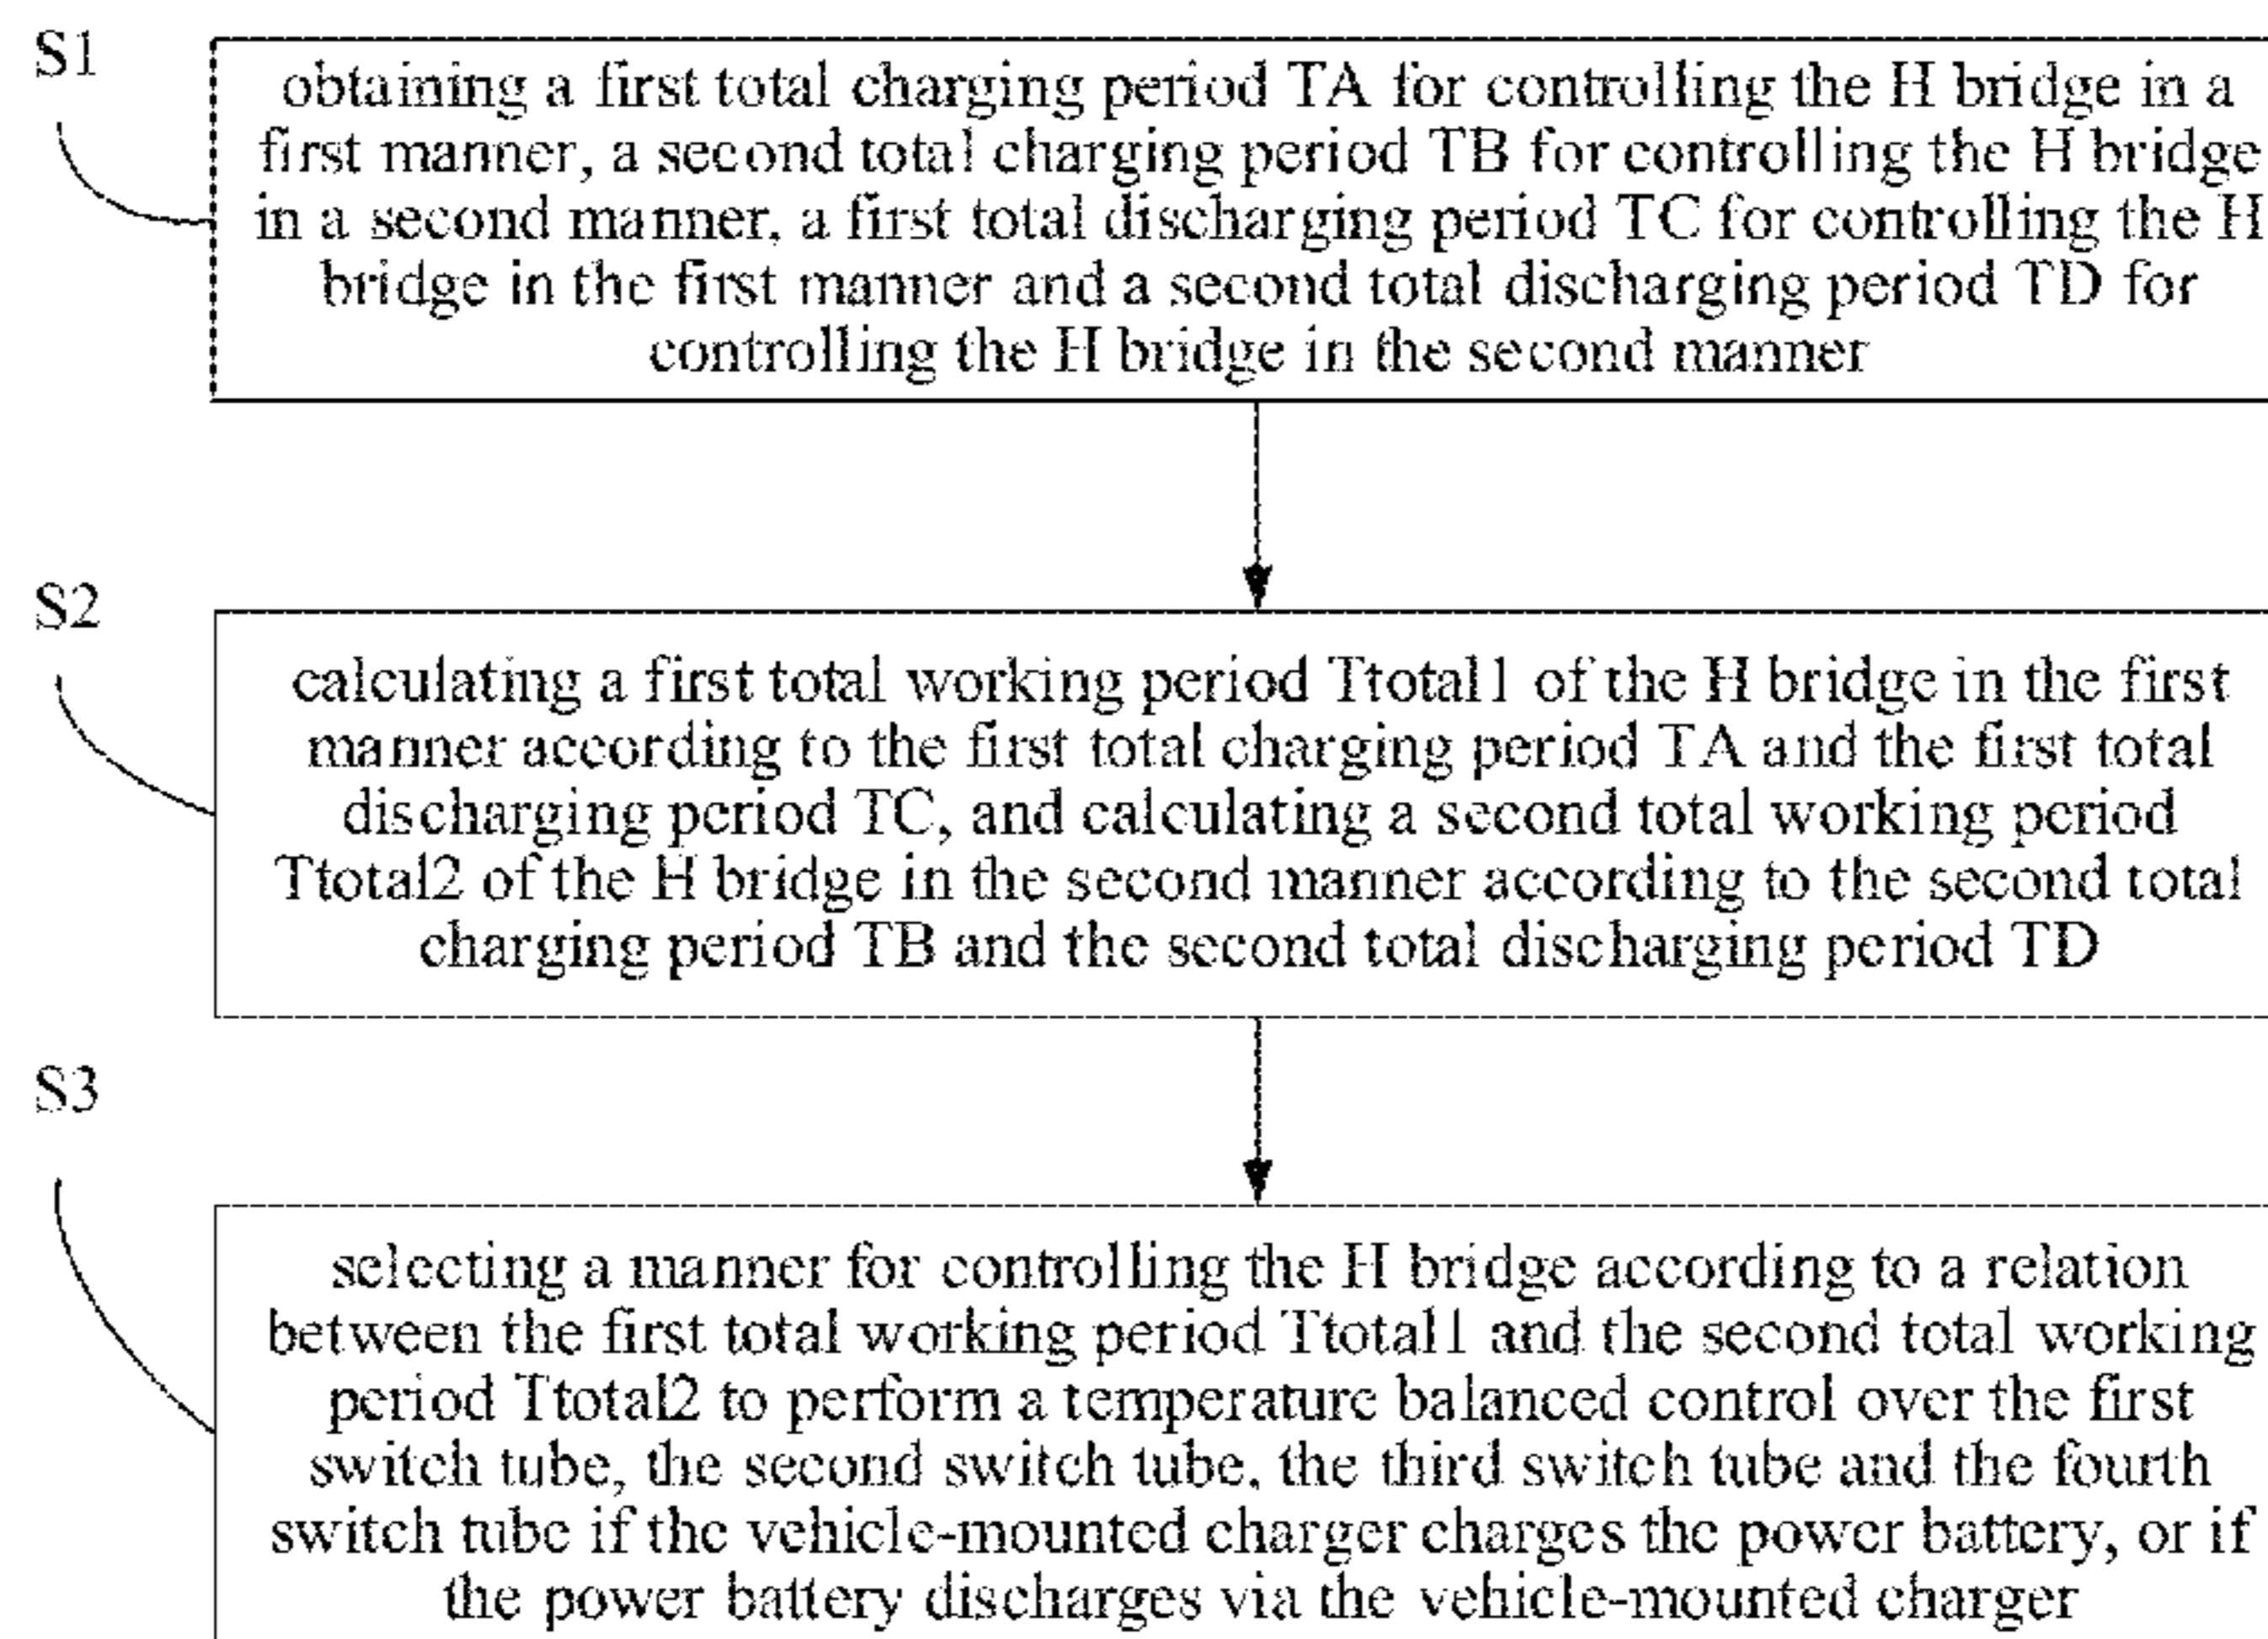 S1
obtaining a first total charging period TA for controlling the H bridge in a
first manner, a second total charging period TB for controlling the H bridge
in a second manner, a first total discharging period TC for controlling the H
bridge in the first manner and a second total discharging period TD for
controlling the H bridge in the second manner
S2
calculating a first total working period Ttotal1 of the H bridge in the first
manner according to the first total charging period TA and the first total
discharging period TC, and calculating a second total working period
Ttotal2 of the H bridge in the second manner according to the second total
charging period TB and the second total discharging period TD
S3
selecting a manner for controlling the H bridge according to a relation
between the first total working period Ttotal1 and the second total working
period Ttotal2 to perform a temperature balanced control over the first
switch tube, the second switch tube, the third switch tube and the fourth
switch tube if the vehicle-mounted charger charges the power battery, or if
the power battery discharges via the vehicle-mounted charger